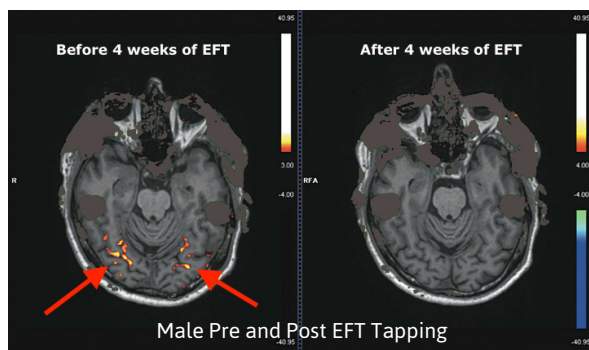 40.95
40.95
Before 4 weeks of EFT
After 4 weeks of EFT
3.00
3.00
R
-4.00
RFA
-4.00
Male Pre and Post EFT Tapping
-40.95
-40.95